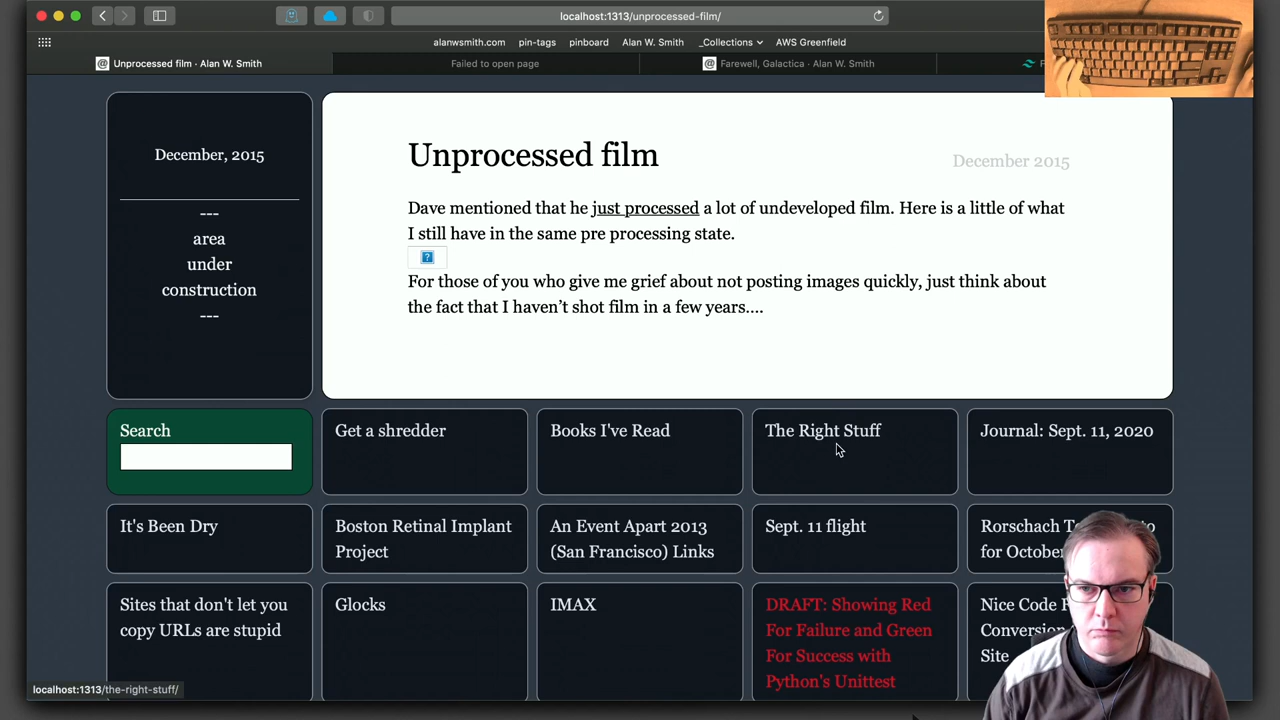 localhost:1313/unprocessed-film/
alanwsmith.com pin-tags pinboard Alan W. Smith _Collections AWS Greenfield
Unprocessed film · Alan W. Smith
Failed to open page
Farewell, Galactica · Alan W. Smith
December, 2015
---
area
under
construction
---
Unprocessed film
December 2015
Dave mentioned that he just processed a lot of undeveloped film. Here is a little of what
I still have in the same pre processing state.
For those of you who give me grief about not posting images quickly, just think about
the fact that I haven’t shot film in a few years....
Search
Get a shredder
Books I've Read
The Right Stuff
Journal: Sept. 11, 2020
It's Been Dry
Boston Retinal Implant
Project
An Event Apart 2013
(San Francisco) Links
Sept. 11 flight
Rorschach
for October
Sites that don't let you
copy URLs are stupid
Glocks
IMAX
DRAFT: Showing Red
For Failure and Green
For Success with
Python's Unittest
Nice Code
Conversion
Site
localhost:1313/the-right-stuff/